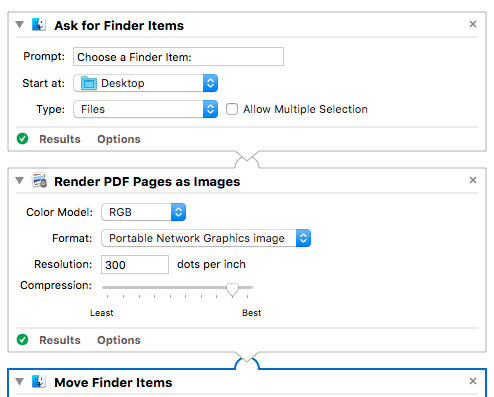 Ask for Finder Items
Prompt: Choose a Finder Item:
Start at: Desktop
Type: Files Allow Multiple Selection
Results Options
Render PDF Pages as Images
Color Model: RGB
Format: Portable Network Graphics image
Resolution: 300 dots per inch
Compression:
Least Best
Results Options
Move Finder Items